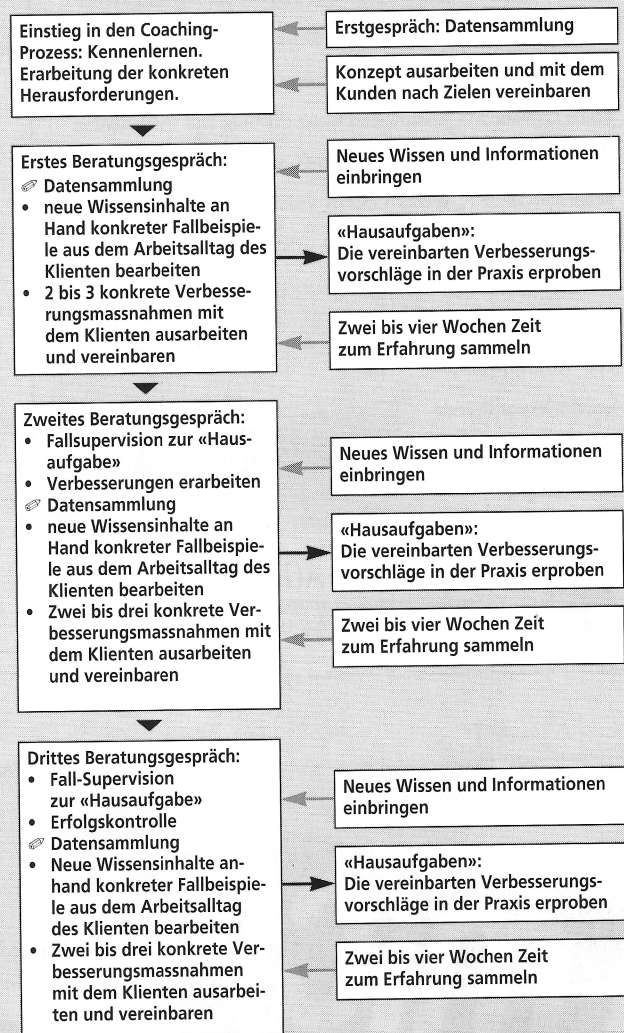 Einstieg in den Coaching-
Prozess: Kennenlernen.
Erarbeitung der konkreten
Herausforderungen.
Erstgespräch: Datensammlung
Konzept ausarbeiten und mit dem
Kunden nach Zielen vereinbaren
Erstes Beratungsgespräch:
✐ Datensammlung
• neue Wissensinhalte an
Hand konkreter Fallbeispie-
le aus dem Arbeitsalltag des
Klienten bearbeiten
• 2 bis 3 konkrete Verbesse-
rungsmassnahmen mit
dem Klienten ausarbeiten
und vereinbaren
Neues Wissen und Informationen
einbringen
«Hausaufgaben»:
Die vereinbarten Verbesserungs-
vorschläge in der Praxis erproben
Zwei bis vier Wochen Zeit
zum Erfahrung sammeln
Zweites Beratungsgespräch:
• Fallsupervision zur «Haus-
aufgabe»
• Verbesserungen erarbeiten
✐ Datensammlung
• neue Wissensinhalte an
Hand konkreter Fallbeispie-
le aus dem Arbeitsalltag des
Klienten bearbeiten
• Zwei bis drei konkrete Ver-
besserungsmassnahmen mit
dem Klienten ausarbeiten
und vereinbaren
Neues Wissen und Informationen
einbringen
«Hausaufgaben»:
Die vereinbarten Verbesserungs-
vorschläge in der Praxis erproben
Zwei bis vier Wochen Zeit
zum Erfahrung sammeln
Drittes Beratungsgespräch:
• Fall-Supervision
zur «Hausaufgabe»
• Erfolgskontrolle
✐ Datensammlung
• Neue Wissensinhalte an-
hand konkreter Fallbeispie-
le aus dem Arbeitsalltag
des Klienten bearbeiten
• Zwei bis drei konkrete Ver-
besserungsmassnahmen
mit dem Klienten ausarbei-
ten und vereinbaren
Neues Wissen und Informationen
einbringen
«Hausaufgaben»:
Die vereinbarten Verbesserungs-
vorschläge in der Praxis erproben
Zwei bis vier Wochen Zeit
zum Erfahrung sammeln